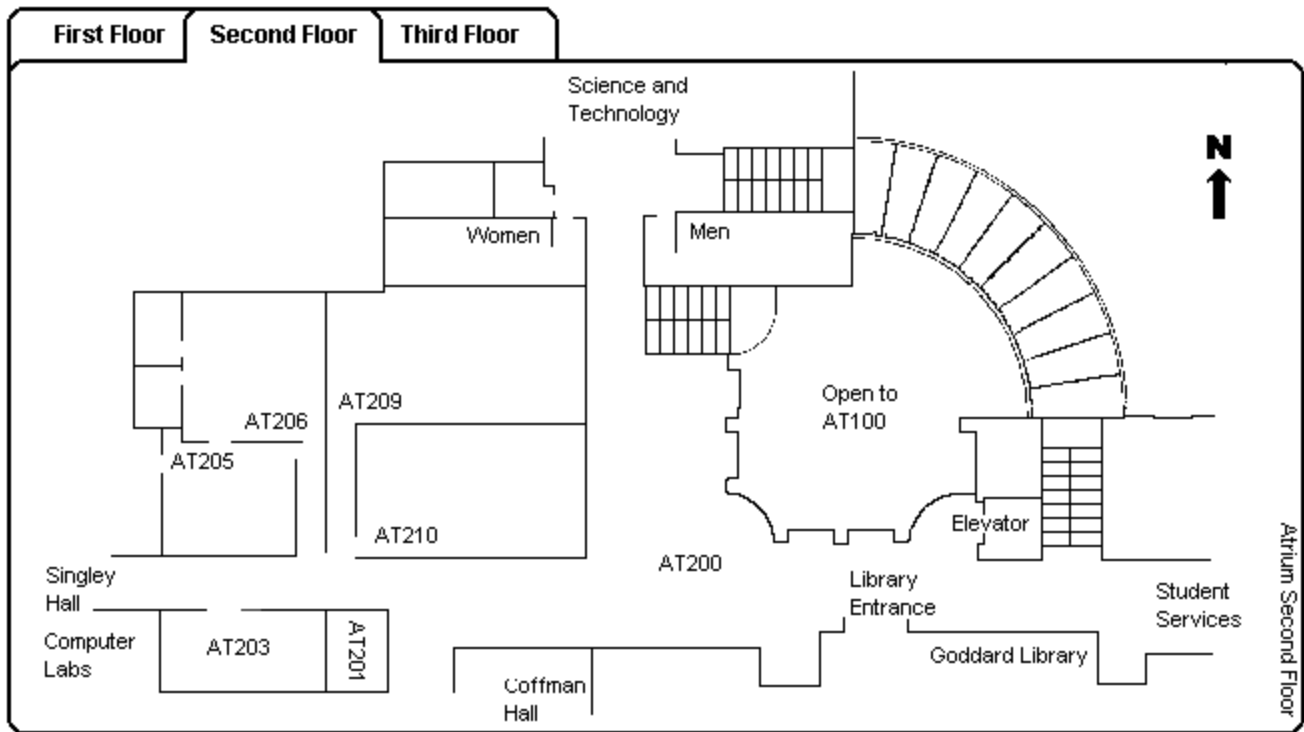 First Floor
Second Floor
Third Floor
Science and
Technology
N
Women
Men
AT209
AT206
Open to
AT100
AT205
AT210
Elevator
AT200
Singley
Hall
Library
Entrance
Student
Services
Computer
Labs
AT203
AT201
Goddard Library
Coffman
Hall
Atrium Second Floor